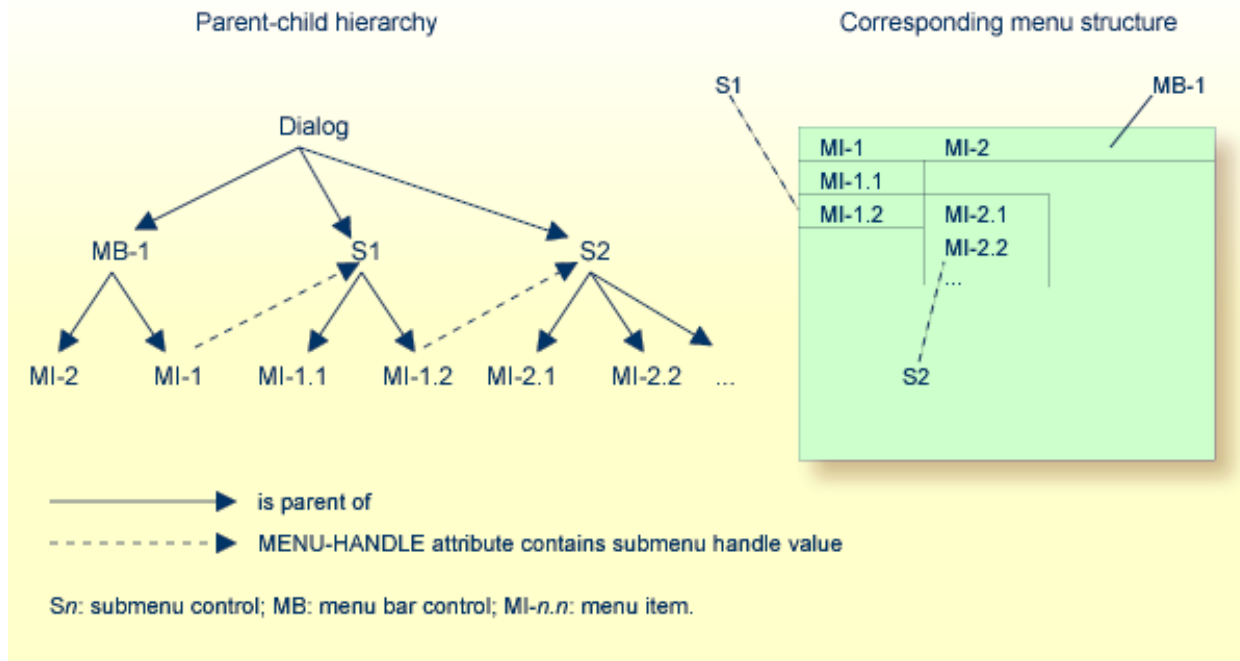 Parent-child hierarchy
Corresponding menu structure
Dialog
MB-1
S1
S2
MI-2
MI-1
MI-1.1
MI-1.2
MI-2.1
MI-2.2
...
S1
MB-1
MI-1
MI-2
MI-1.1
MI-1.2
MI-2.1
MI-2.2
...
S2
is parent of
MENU-HANDLE attribute contains submenu handle value
Sn: submenu control; MB: menu bar control; MI-n.n: menu item.